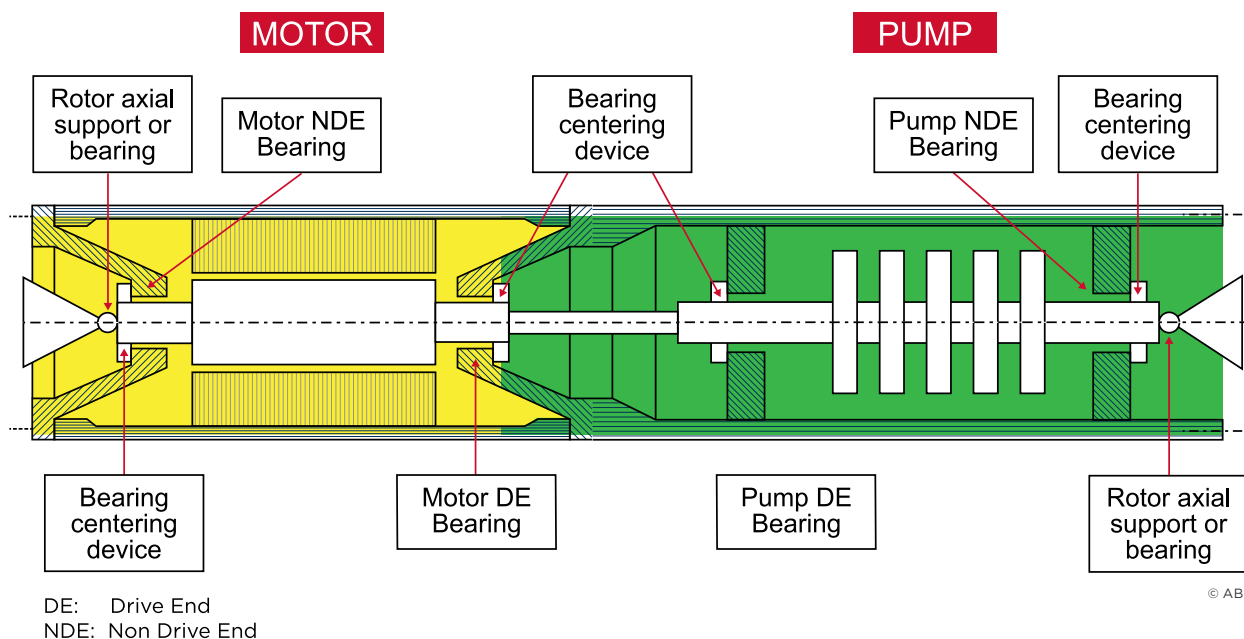 MOTOR
PUMP
Rotor axial
support or
bearing
Motor NDE
Bearing
Bearing
centering
device
Pump NDE
Bearing
Bearing
centering
device
Bearing
centering
device
Motor DE
Bearing
Pump DE
Bearing
Rotor axial
support or
bearing
© AB
DE: Drive End
NDE: Non Drive End